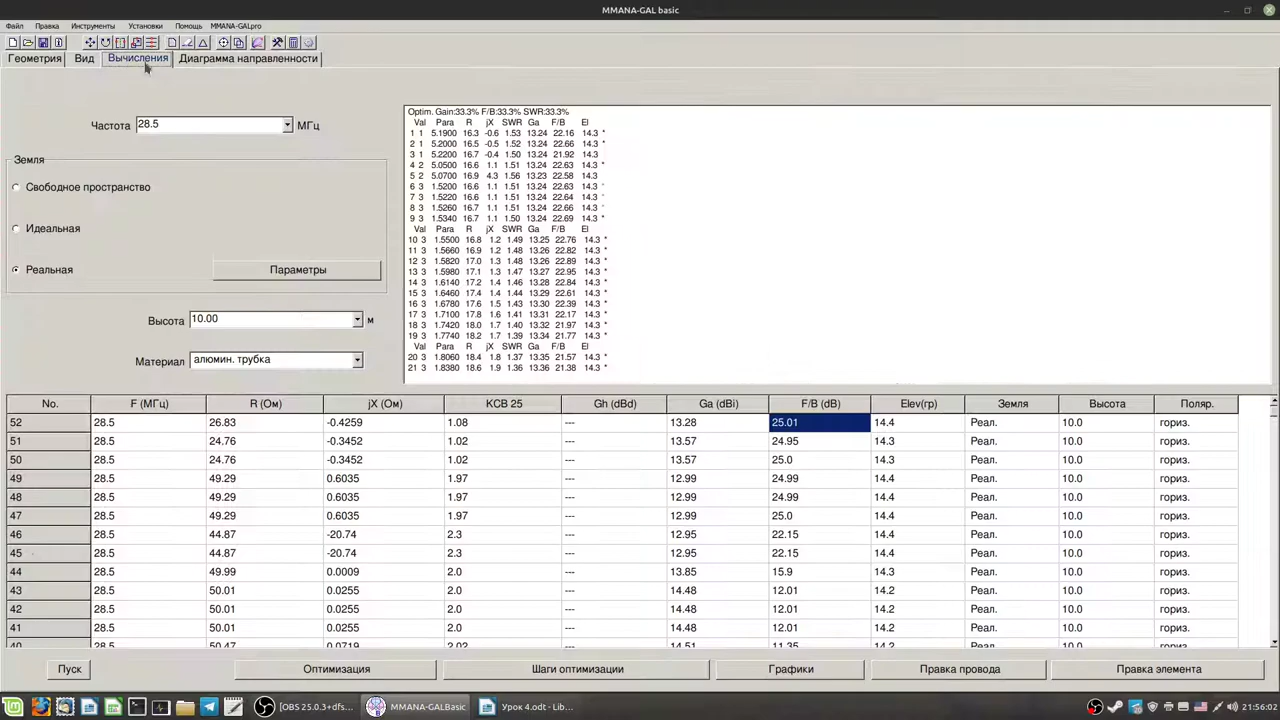 MMANA-GAL basic
Файл Правка Инструменты Установки Помощь MMANA-GALpro
Геометрия Вид Вычисления Диаграмма направленности
Частота 28.5 МГц
Земля
Свободное пространство
Идеальная
Реальная Параметры
Высота 10.00 м
Материал алюмин. трубка
Optim. Gain:33.3% F/B:33.3% SWR:33.3%
Val Para R jX SWR Ga F/B El
1 1 5.1900 16.3 -0.6 1.53 13.24 22.16 14.3 *
2 1 5.2000 16.5 -0.5 1.52 13.24 22.66 14.3 *
3 1 5.2200 16.7 -0.4 1.50 13.24 21.92 14.3
4 2 5.0500 16.6 1.1 1.51 13.24 22.63 14.3 *
5 2 5.0700 16.9 4.3 1.56 13.23 22.58 14.3
6 3 1.5200 16.6 1.1 1.51 13.24 22.63 14.3 *
7 3 1.5220 16.6 1.1 1.51 13.24 22.64 14.3 *
8 3 1.5260 16.6 1.1 1.51 13.24 22.66 14.3 *
9 3 1.5340 16.7 1.1 1.50 13.24 22.69 14.3 *
Val Para R jX SWR Ga F/B El
10 3 1.5500 16.8 1.2 1.49 13.25 22.76 14.3 *
11 3 1.5660 16.9 1.2 1.48 13.26 22.82 14.3 *
12 3 1.5820 17.0 1.3 1.48 13.26 22.89 14.3 *
13 3 1.5980 17.1 1.3 1.47 13.27 22.95 14.3 *
14 3 1.6140 17.2 1.4 1.46 13.28 22.84 14.3 *
15 3 1.6460 17.4 1.4 1.44 13.29 22.61 14.3 *
16 3 1.6780 17.6 1.5 1.43 13.30 22.39 14.3 *
17 3 1.7100 17.8 1.6 1.41 13.31 22.17 14.3 *
18 3 1.7420 18.0 1.7 1.40 13.32 21.97 14.3 *
19 3 1.7740 18.2 1.7 1.39 13.34 21.77 14.3 *
Val Para R jX SWR Ga F/B El
20 3 1.8060 18.4 1.8 1.37 13.35 21.57 14.3 *
21 3 1.8380 18.6 1.9 1.36 13.36 21.38 14.3 *
No. F (МГц) R (Ом) jX (Ом) КСВ 25 Gh (dBd) Ga (dBi) F/B (dB) Elev(гр) Земля Высота Поляр.
52 28.5 26.83 -0.4259 1.08 --- 13.28 25.01 14.4 Реал. 10.0 гориз.
51 28.5 24.76 -0.3452 1.02 --- 13.57 24.95 14.3 Реал. 10.0 гориз.
50 28.5 24.76 -0.3452 1.02 --- 13.57 25.0 14.3 Реал. 10.0 гориз.
49 28.5 49.29 0.6035 1.97 --- 12.99 24.99 14.4 Реал. 10.0 гориз.
48 28.5 49.29 0.6035 1.97 --- 12.99 24.99 14.4 Реал. 10.0 гориз.
47 28.5 49.29 0.6035 1.97 --- 12.99 25.0 14.4 Реал. 10.0 гориз.
46 28.5 44.87 -20.74 2.3 --- 12.95 22.15 14.4 Реал. 10.0 гориз.
45 28.5 44.87 -20.74 2.3 --- 12.95 22.15 14.4 Реал. 10.0 гориз.
44 28.5 49.99 0.0009 2.0 --- 13.85 15.9 14.3 Реал. 10.0 гориз.
43 28.5 50.01 0.0255 2.0 --- 14.48 12.01 14.2 Реал. 10.0 гориз.
42 28.5 50.01 0.0255 2.0 --- 14.48 12.01 14.2 Реал. 10.0 гориз.
41 28.5 50.01 0.0255 2.0 --- 14.48 12.01 14.2 Реал. 10.0 гориз.
40 28.5 50.47 0.0719 2.02 --- 14.51 11.35 14.2 Реал. 10.0 гориз.
Пуск Оптимизация Шаги оптимизации Графики Правка провода Правка элемента
[OBS 25.0.3+dfs... MMANA-GALBasic Урок 4.odt - Lib... 21:56:02